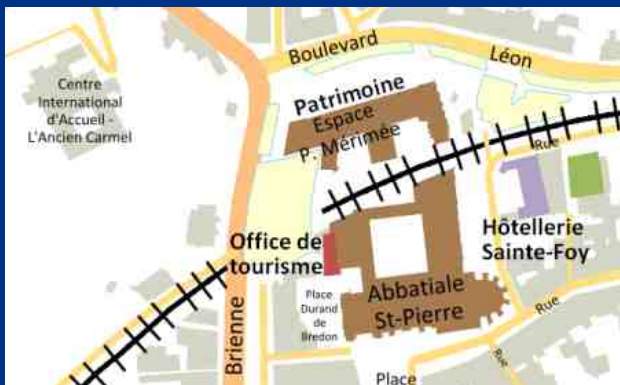 Boulevard
Léon
Centre
International
d'Accueil -
L'Ancien Carmel
Patrimoine
Espace
P. Mérimée
Rue
Hôtellerie
Sainte-Foy
Office de
tourisme
Place
Durand
de
Bredon
Abbatiale
St-Pierre
Brienne
Rue
Rue
Place